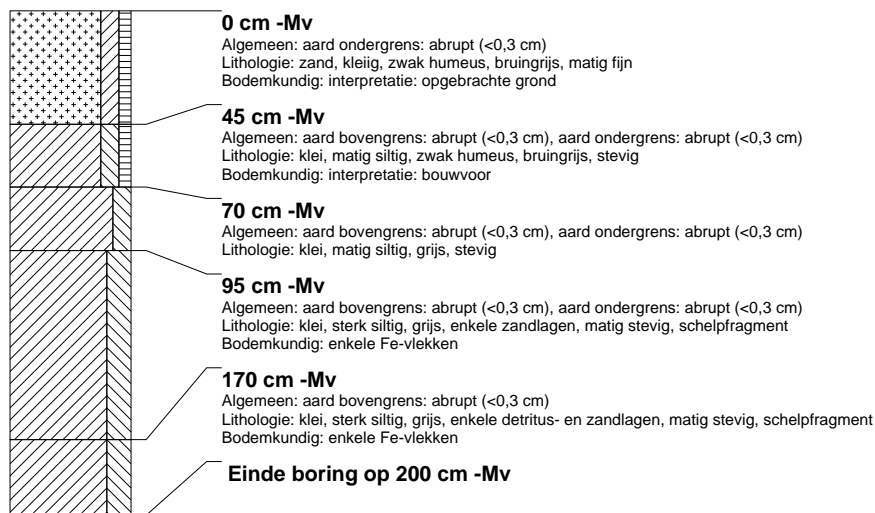 0 cm -Mv
Algemeen: aard ondergrens: abrupt (<0,3 cm)
Lithologie: zand, kleiig, zwak humeus, bruingrijs, matig fijn
Bodemkundig: interpretatie: opgebrachte grond
45 cm -Mv
Algemeen: aard bovengrens: abrupt (<0,3 cm), aard ondergrens: abrupt (<0,3 cm)
Lithologie: klei, matig siltig, zwak humeus, bruingrijs, stevig
Bodemkundig: interpretatie: bouwvoor
70 cm -Mv
Algemeen: aard bovengrens: abrupt (<0,3 cm), aard ondergrens: abrupt (<0,3 cm)
Lithologie: klei, matig siltig, grijs, stevig
95 cm -Mv
Algemeen: aard bovengrens: abrupt (<0,3 cm), aard ondergrens: abrupt (<0,3 cm)
Lithologie: klei, sterk siltig, grijs, enkele zandlagen, matig stevig, schelpfragment
Bodemkundig: enkele Fe-vlekken
170 cm -Mv
Algemeen: aard bovengrens: abrupt (<0,3 cm)
Lithologie: klei, sterk siltig, grijs, enkele detritus- en zandlagen, matig stevig, schelpfragment
Bodemkundig: enkele Fe-vlekken
Einde boring op 200 cm -Mv